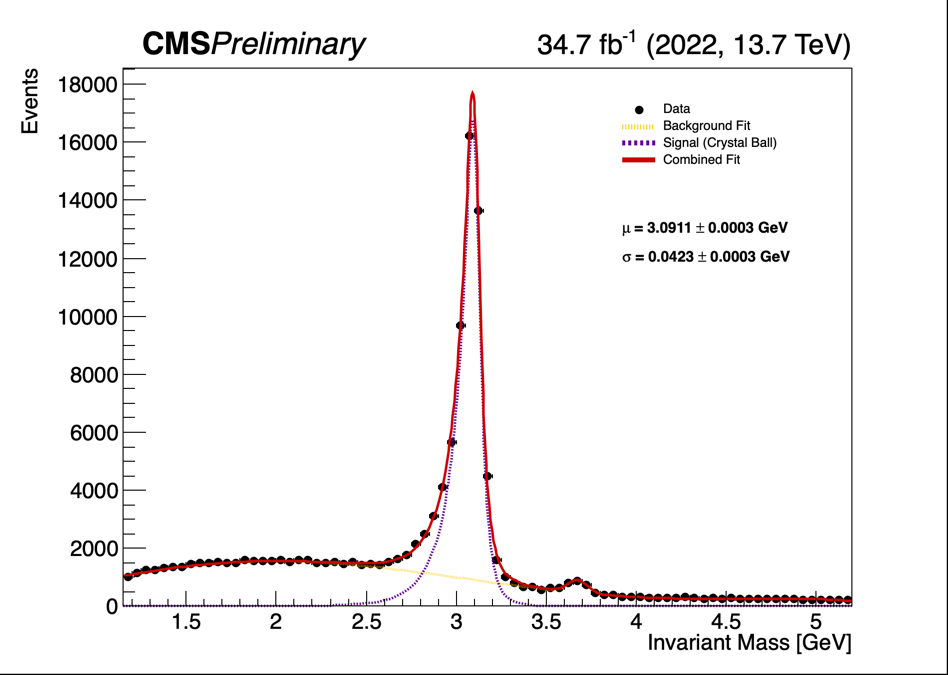 CMSPreliminary
34.7 fb⁻¹ (2022, 13.7 TeV)
Events
18000
16000
14000
12000
10000
8000
6000
4000
2000
0
Data
Background Fit
Signal (Crystal Ball)
Combined Fit
μ = 3.0911 ± 0.0003 GeV
σ = 0.0423 ± 0.0003 GeV
1.5 2 2.5 3 3.5 4 4.5 5
Invariant Mass [GeV]